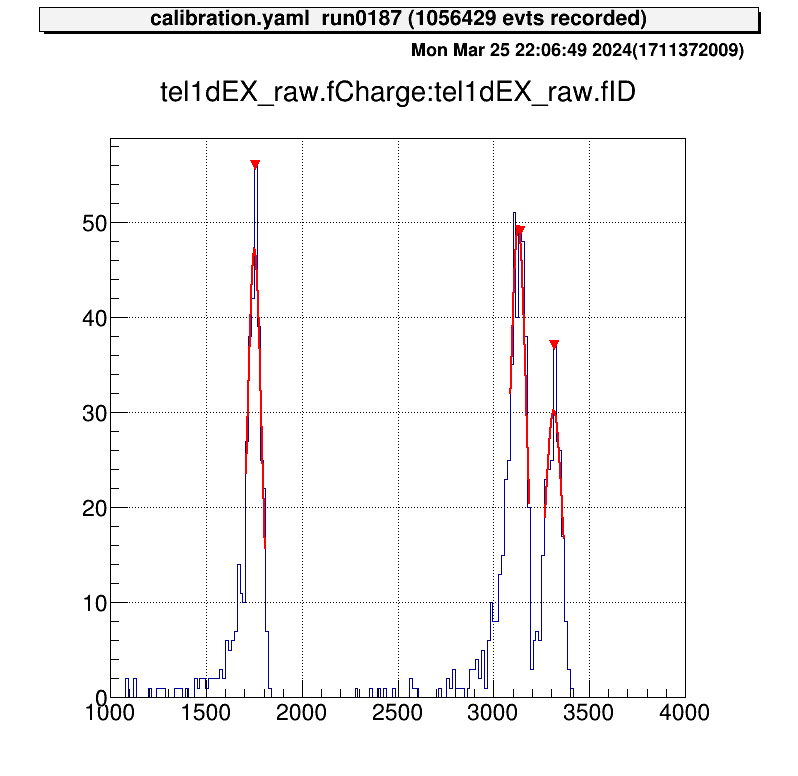 calibration.yaml  run0187 (1056429 evts recorded)
Mon Mar 25 22:06:49 2024(1711372009)
tel1dEX_raw.fCharge:tel1dEX_raw.fID
50
40
30
20
10
0
1000 1500 2000 2500 3000 3500 4000